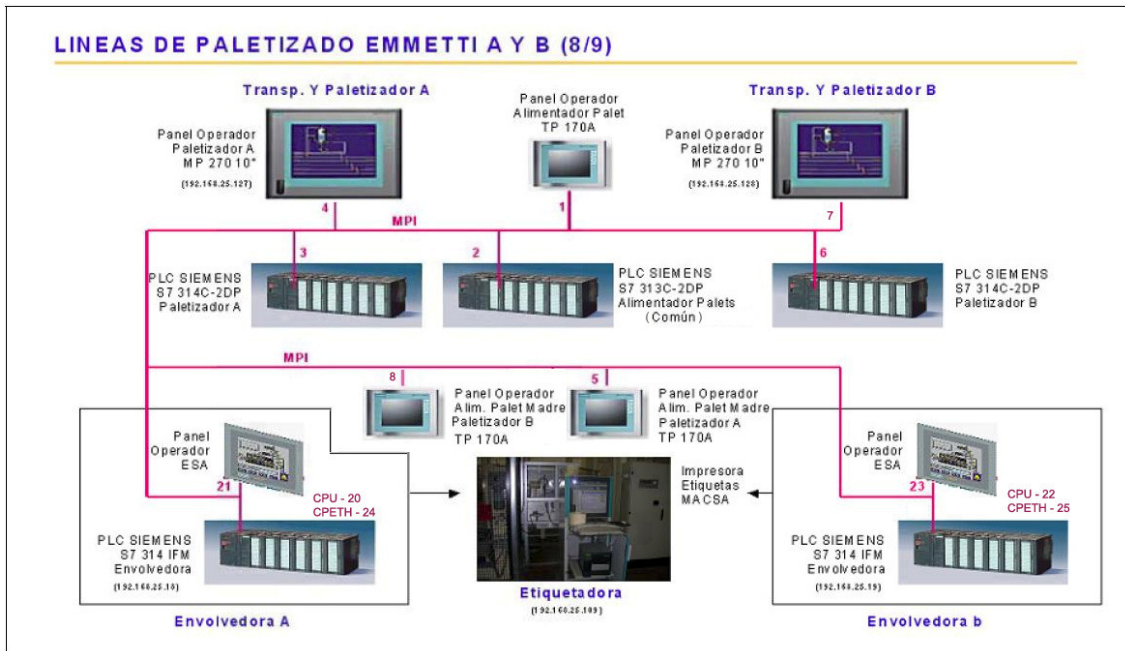 LINEAS DE PALETIZADO EMMETTI A Y B (8/9)
Transp. Y Paletizador A
Panel Operador
Paletizador A
MP 270 10"
(192.168.25.127)
4
Panel Operador
Alimentador Palet
TP 170A
1
Transp. Y Paletizador B
Panel Operador
Paletizador B
MP 270 10"
(192.168.25.128)
7
MPI
3
PLC SIEMENS
S7 314C-2DP
Paletizador A
2
PLC SIEMENS
S7 313C-2DP
Alimentador Palets
(Común)
6
PLC SIEMENS
S7 314C-2DP
Paletizador B
MPI
8
Panel Operador
Alim. Palet Madre
Paletizador B
TP 170A
5
Panel Operador
Alim. Palet Madre
Paletizador A
TP 170A
Panel
Operador
ESA
21
CPU - 20
CPETH - 24
PLC SIEMENS
S7 314 IFM
Envolvedora
(192.168.25.18)
Envolvedora A
Impresora
Etiquetas
MACSA
Etiquetadora
(192.168.25.189)
Panel
Operador
ESA
23
CPU - 22
CPETH - 25
PLC SIEMENS
S7 314 IFM
Envolvedora
(192.168.25.19)
Envolvedora b